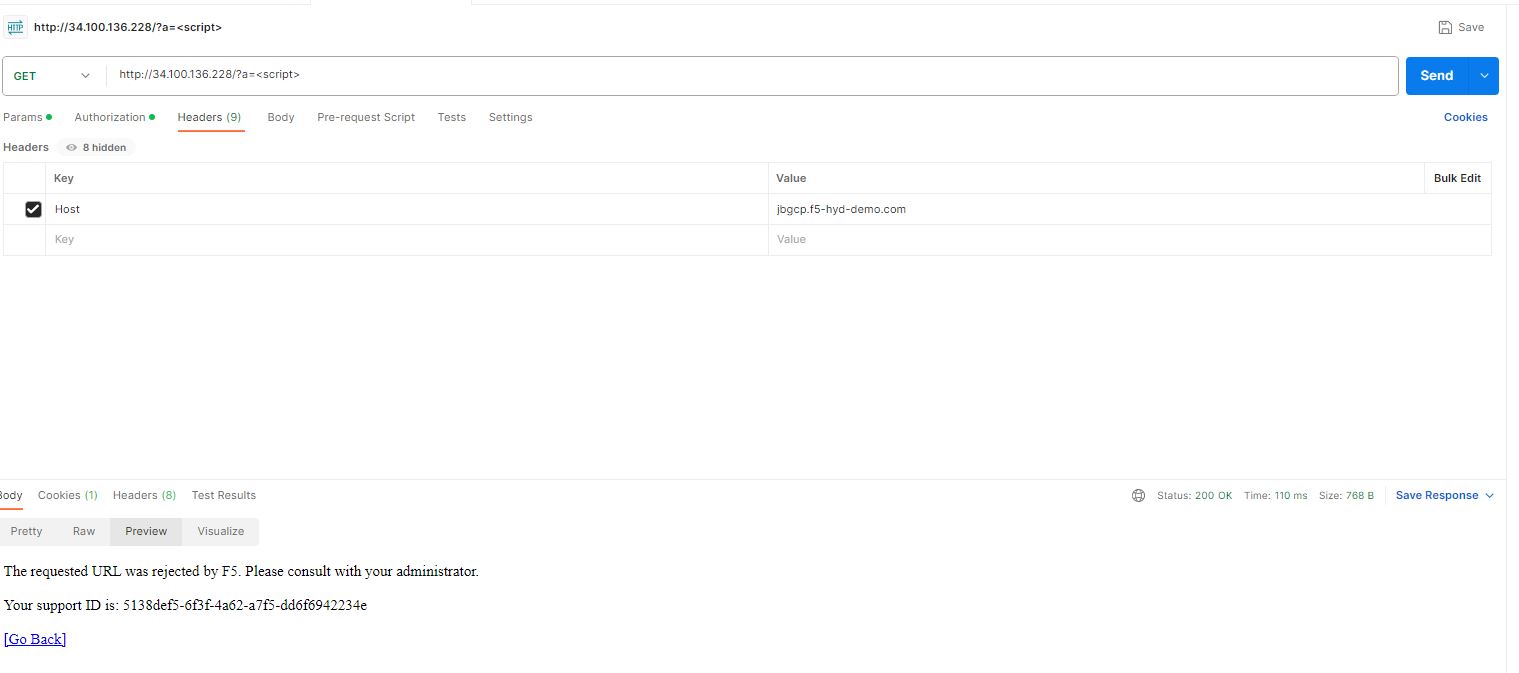 HTTP http://34.100.136.228/?a=<script> Save
GET http://34.100.136.228/?a=<script> Send
Params Authorization Headers (9) Body Pre-request Script Tests Settings Cookies
Headers 8 hidden
Key Value Bulk Edit
Host jbgcp.f5-hyd-demo.com
Key Value
Body Cookies (1) Headers (8) Test Results Status: 200 OK Time: 110 ms Size: 768 B Save Response
Pretty Raw Preview Visualize
The requested URL was rejected by F5. Please consult with your administrator.
Your support ID is: 5138def5-6f3f-4a62-a7f5-dd6f6942234e
[Go Back]